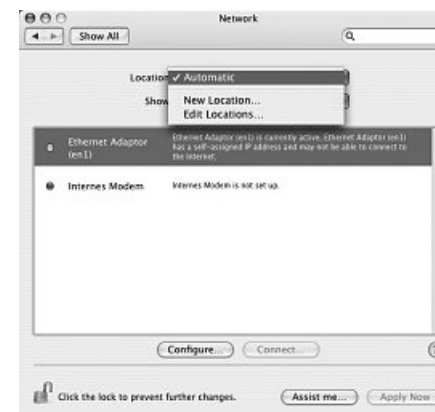 Network
Show All
Location
✓ Automatic
New Location...
Edit Locations...
Show
Ethernet Adaptor
(en1)
Ethernet Adaptor (en1) is currently active. Ethernet Adaptor (en1)
has a self-assigned IP address and may not be able to connect to
the Internet.
Internes Modem
Internes Modem is not set up.
Configure...
Connect...
Click the lock to prevent further changes.
Assist me...
Apply Now